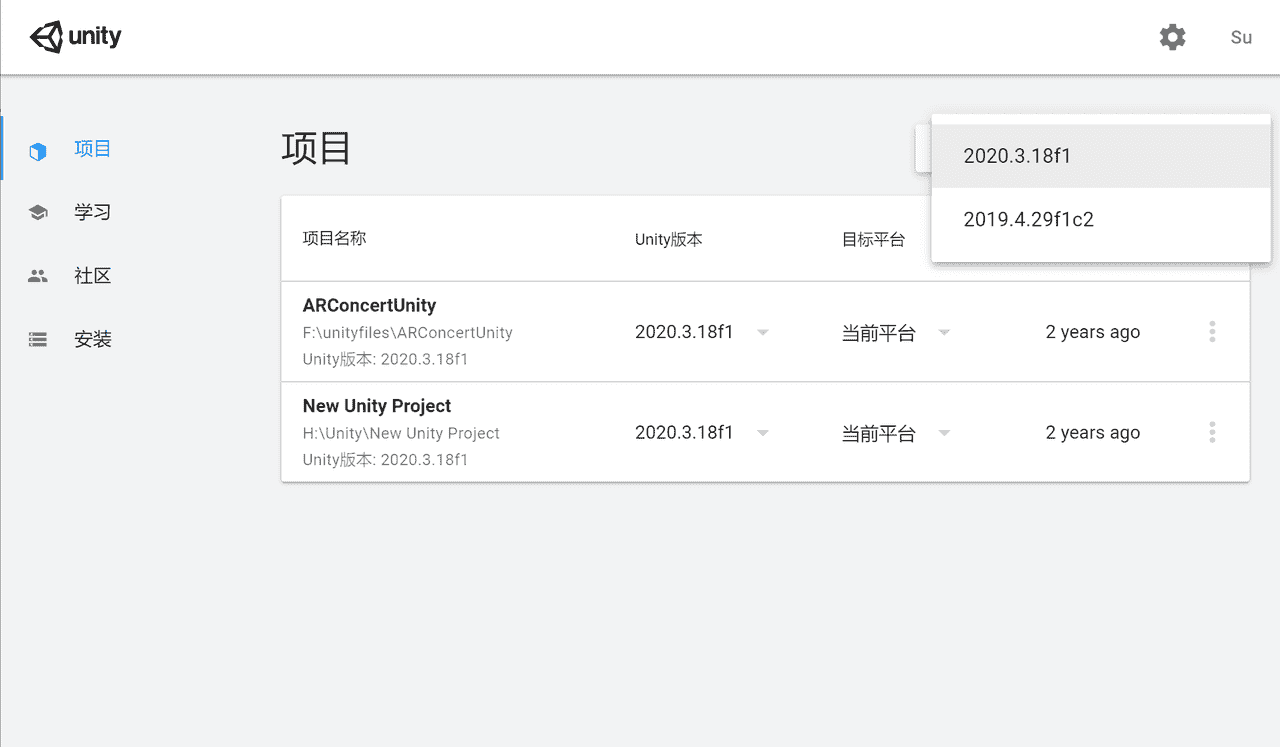 unity
Su
项目
学习
社区
安装
项目
2020.3.18f1
2019.4.29f1c2
项目名称 Unity版本 目标平台
ARConcertUnity
F:\unityfiles\ARConcertUnity 2020.3.18f1 当前平台 2 years ago
Unity版本: 2020.3.18f1
New Unity Project
H:\Unity\New Unity Project 2020.3.18f1 当前平台 2 years ago
Unity版本: 2020.3.18f1